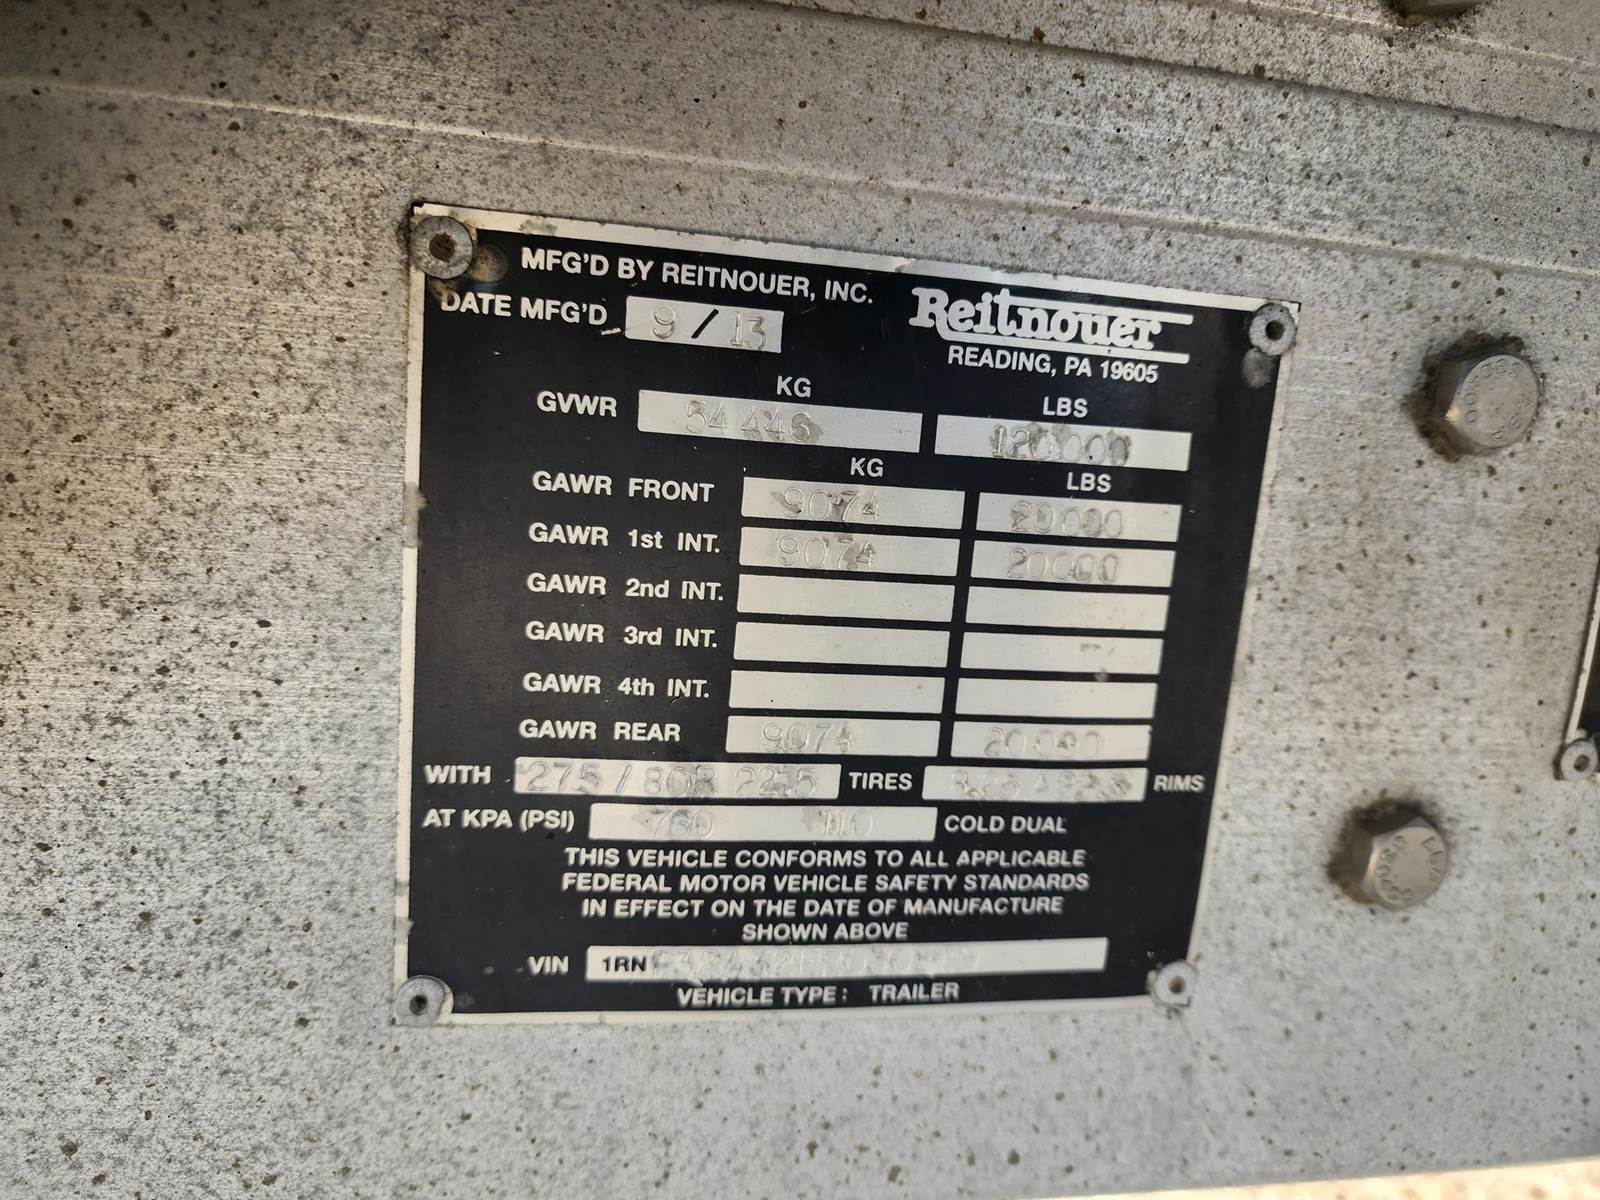 MFG'D BY REITNOUER, INC.
Reitnouer
DATE MFG'D 9 / 13
READING, PA 19605
KG LBS
GVWR 54446 120000
KG LBS
GAWR FRONT 9074 20000
GAWR 1st INT. 9074 20000
GAWR 2nd INT.
GAWR 3rd INT.
GAWR 4th INT.
GAWR REAR 9074 20000
WITH 275/80R 22.5 TIRES RIMS
AT KPA (PSI) 760 110 COLD DUAL
THIS VEHICLE CONFORMS TO ALL APPLICABLE
FEDERAL MOTOR VEHICLE SAFETY STANDARDS
IN EFFECT ON THE DATE OF MANUFACTURE
SHOWN ABOVE
VIN 1RN
VEHICLE TYPE: TRAILER